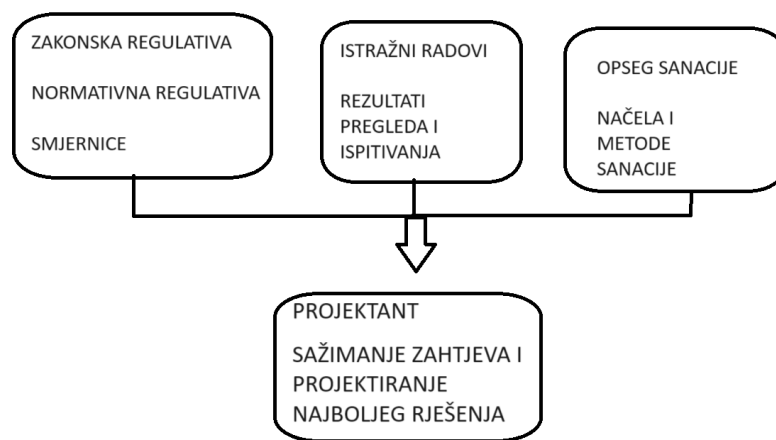 ZAKONSKA REGULATIVA
NORMATIVNA REGULATIVA
SMJERNICE
ISTRAŽNI RADOVI
REZULTATI
PREGLEDA I
ISPITIVANJA
OPSEG SANACIJE
NAČELA I
METODE
SANACIJE
PROJEKTANT
SAŽIMANJE ZAHTJEVA I
PROJEKTIRANJE
NAJBOLJEG RJEŠENJA